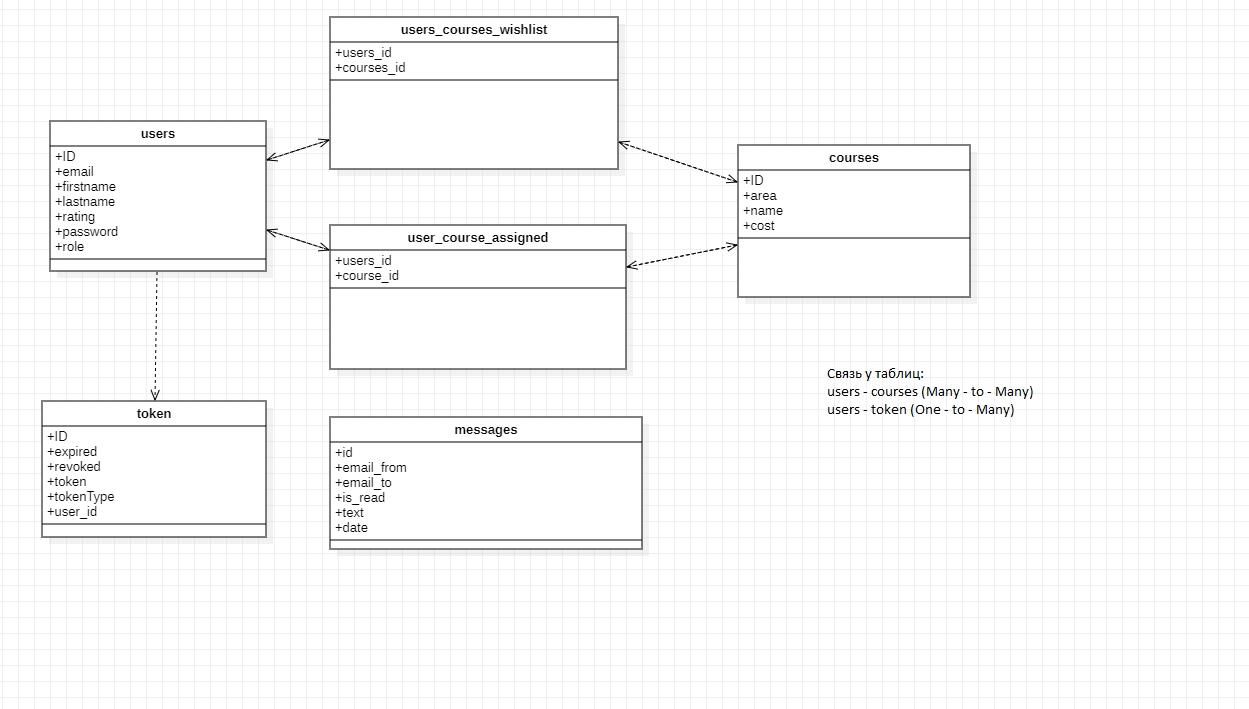 users_courses_wishlist
+users_id
+courses_id
users
+ID
+email
+firstname
+lastname
+rating
+password
+role
courses
+ID
+area
+name
+cost
user_course_assigned
+users_id
+course_id
Связь у таблиц:
users - courses (Many - to - Many)
users - token (One - to - Many)
token
+ID
+expired
+revoked
+token
+tokenType
+user_id
messages
+id
+email_from
+email_to
+is_read
+text
+date